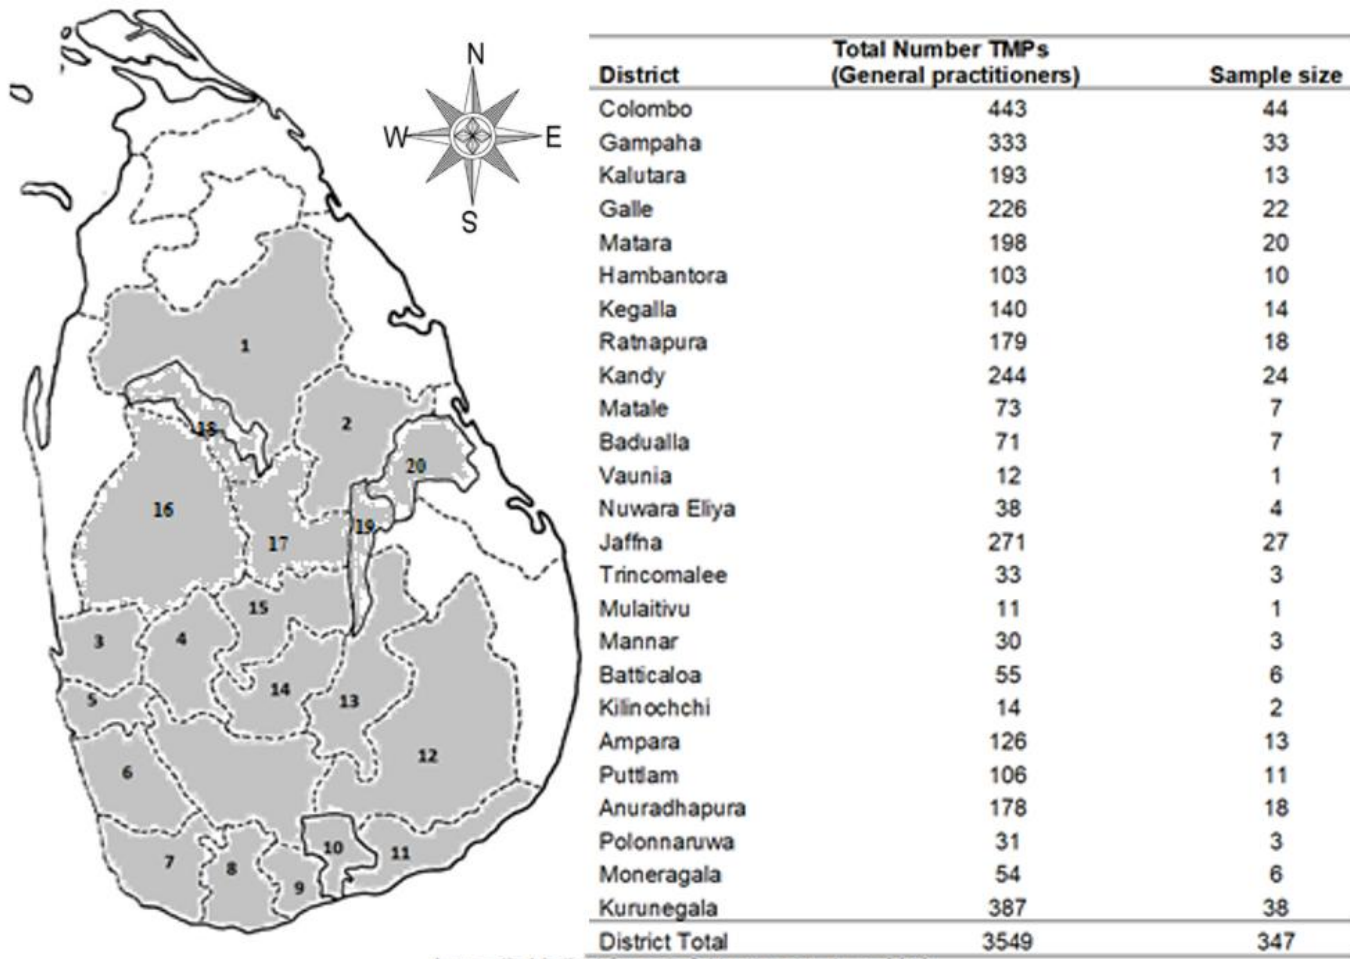 N
W E
S
1
2
18
20
16
19
17
15
3
4
14
13
5
12
6
10
11
7
8
9
Total Number TMPs
District (General practitioners) Sample size
Colombo 443 44
Gampaha 333 33
Kalutara 193 13
Galle 226 22
Matara 198 20
Hambantora 103 10
Kegalla 140 14
Ratnapura 179 18
Kandy 244 24
Matale 73 7
Badualla 71 7
Vaunia 12 1
Nuwara Eliya 38 4
Jaffna 271 27
Trincomalee 33 3
Mulaitivu 11 1
Mannar 30 3
Batticaloa 55 6
Kilinochchi 14 2
Ampara 126 13
Puttlam 106 11
Anuradhapura 178 18
Polonnaruwa 31 3
Moneragala 54 6
Kurunegala 387 38
District Total 3549 347